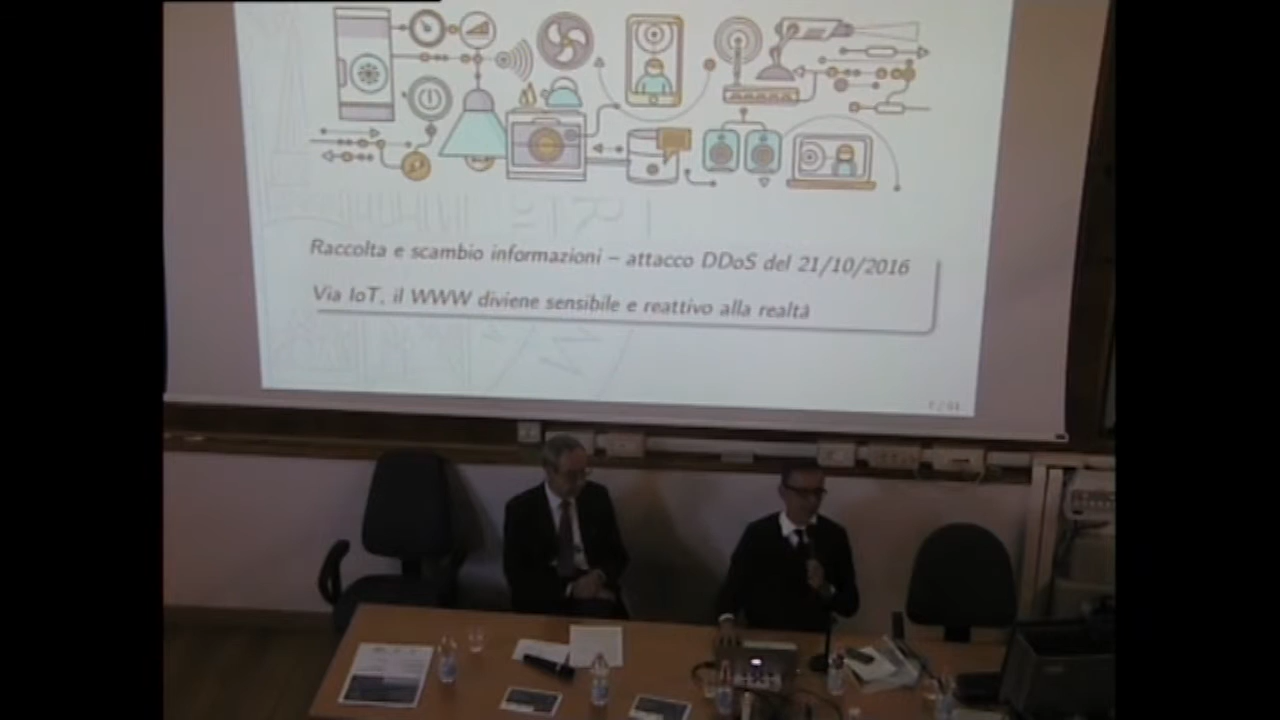 Raccolta e scambio informazioni – attacco DDoS del 21/10/2016
Via IoT, il WWW diviene sensibile e reattivo alla realtà